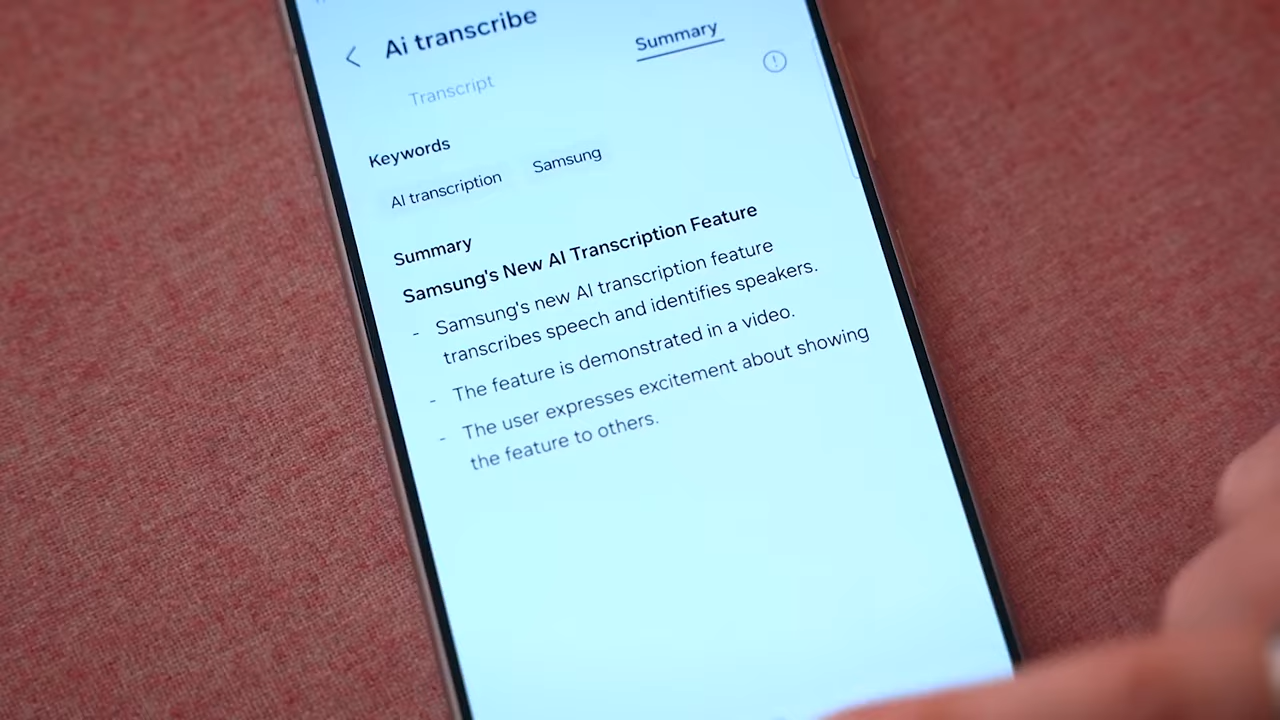 Ai transcribe
Transcript
Summary
Keywords
AI transcription
Samsung
Summary
Samsung's New AI Transcription Feature
- Samsung's new AI transcription feature
transcribes speech and identifies speakers.
- The feature is demonstrated in a video.
- The user expresses excitement about showing
the feature to others.